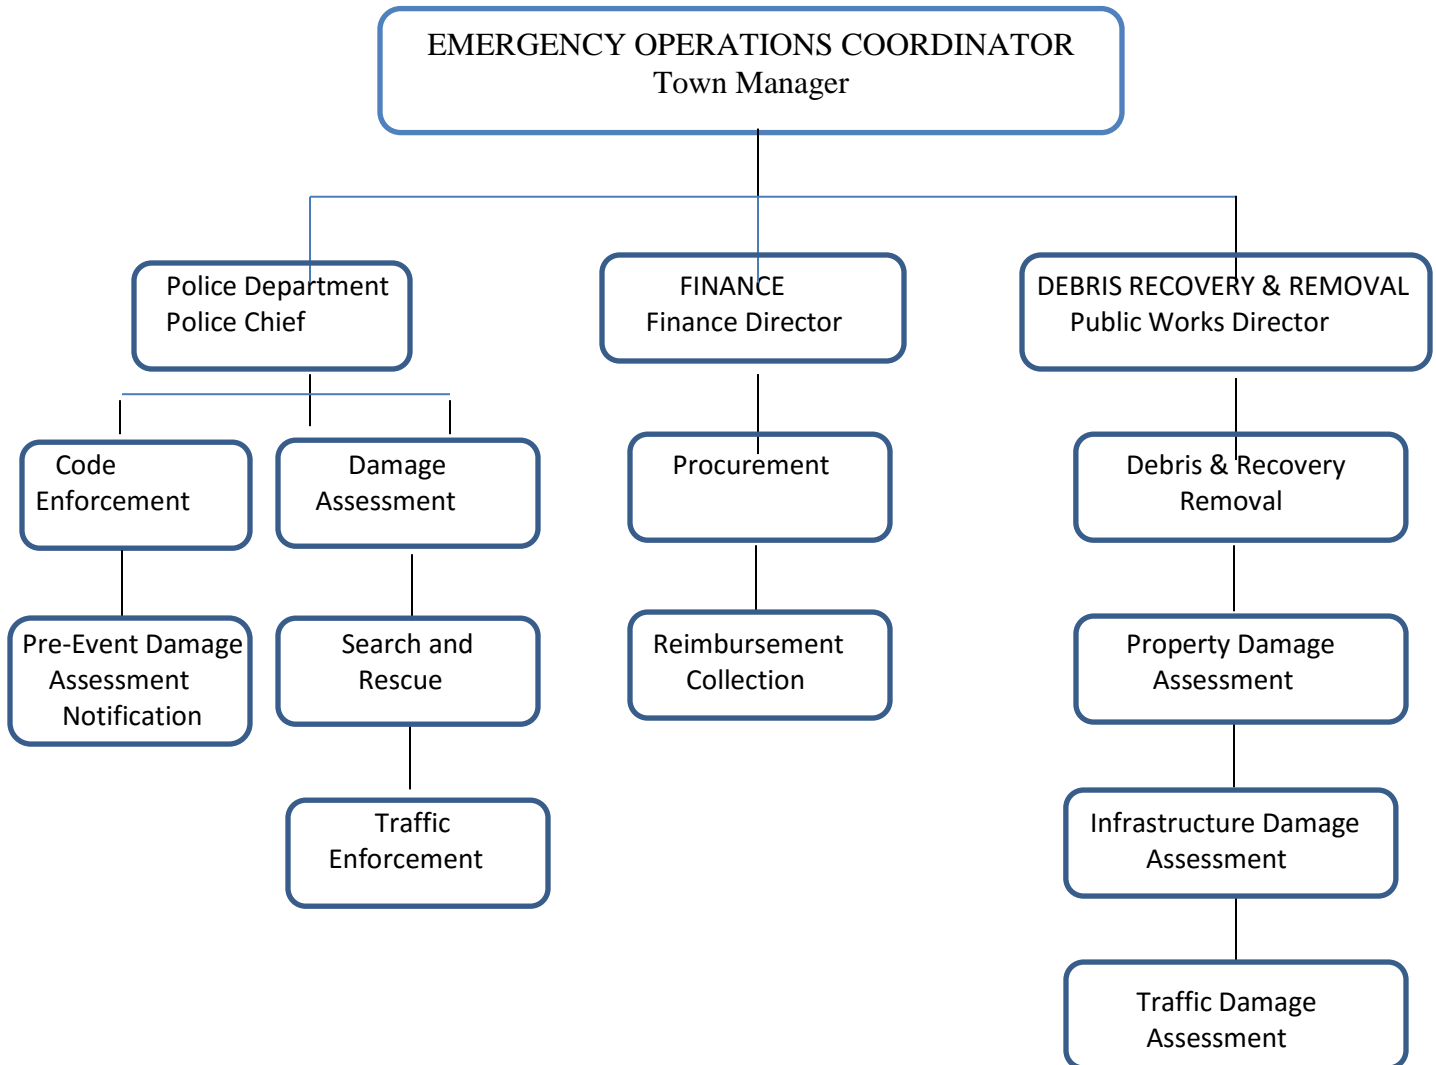 EMERGENCY OPERATIONS COORDINATOR
Town Manager
Police Department
Police Chief
FINANCE
Finance Director
DEBRIS RECOVERY & REMOVAL
Public Works Director
Code
Enforcement
Damage
Assessment
Procurement
Debris & Recovery
Removal
Pre-Event Damage
Assessment
Notification
Search and
Rescue
Reimbursement
Collection
Property Damage
Assessment
Traffic
Enforcement
Infrastructure Damage
Assessment
Traffic Damage
Assessment